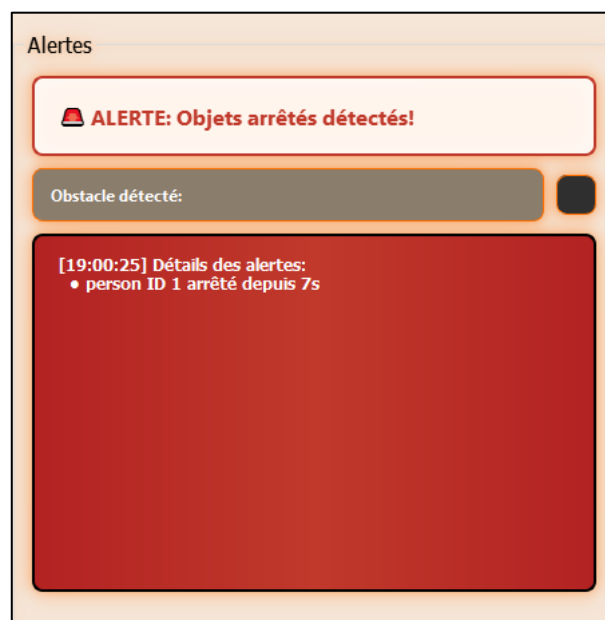 Alertes
🚨 ALERTE: Objets arrêtés détectés!
Obstacle détecté:
[19:00:25] Détails des alertes:
• person ID 1 arrêté depuis 7s